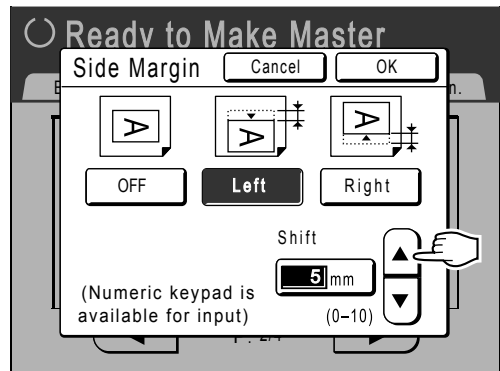 Ready to Make Master
Side Margin Cancel OK
A A A
OFF Left Right
Shift
5 mm
(Numeric keypad is
available for input) (0–10)